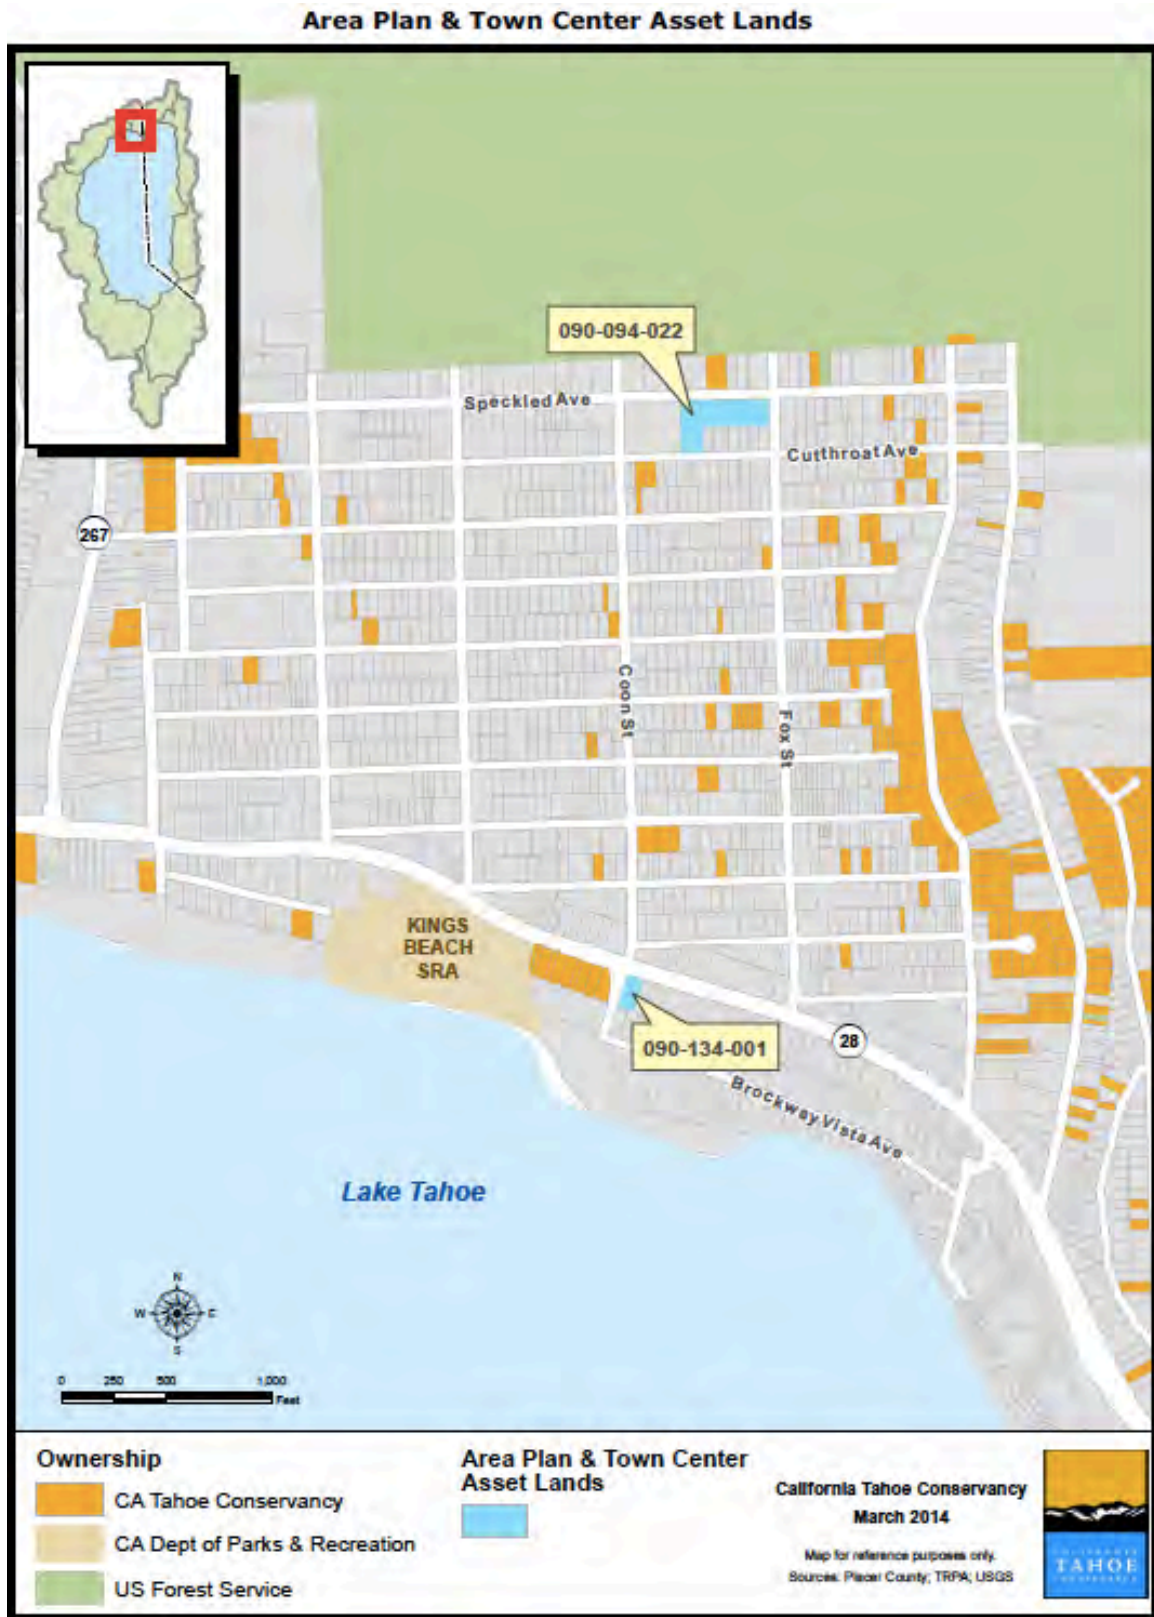 Area Plan & Town Center Asset Lands
090-094-022
Speckled Ave
Cutthroat Ave
267
Coon St
Fox St
KINGS
BEACH
SRA
090-134-001
28
Brockway Vista Ave
Lake Tahoe
N
W E
S
0 250 500 1,000
Feet
Ownership
CA Tahoe Conservancy
CA Dept of Parks & Recreation
US Forest Service
Area Plan & Town Center
Asset Lands
California Tahoe Conservancy
March 2014
Map for reference purposes only.
Sources: Placer County; TRPA; USGS
CALIFORNIA
TAHOE
CONSERVANCY